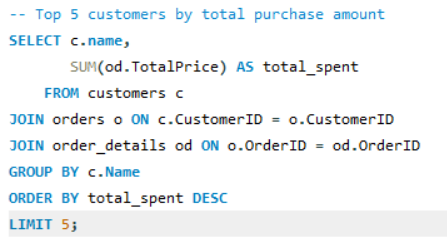 -- Top 5 customers by total purchase amount
SELECT c.name,
       SUM(od.TotalPrice) AS total_spent
    FROM customers c
JOIN orders o ON c.CustomerID = o.CustomerID
JOIN order_details od ON o.OrderID = od.OrderID
GROUP BY c.Name
ORDER BY total_spent DESC
LIMIT 5;